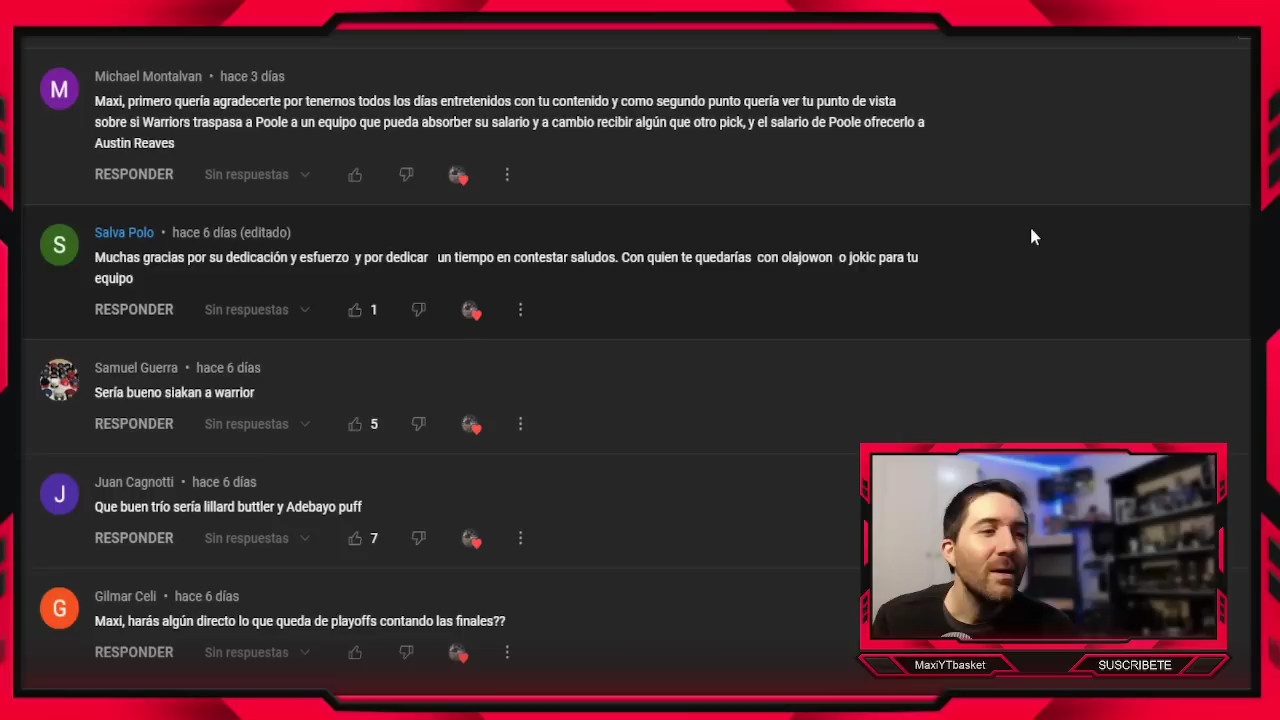 M
Michael Montalvan • hace 3 días
Maxi, primero quería agradecerte por tenernos todos los días entretenidos con tu contenido y como segundo punto quería ver tu punto de vista
sobre si Warriors traspasa a Poole a un equipo que pueda absorber su salario y a cambio recibir algún que otro pick, y el salario de Poole ofrecerlo a
Austin Reaves
RESPONDER Sin respuestas
S
Salva Polo • hace 6 días (editado)
Muchas gracias por su dedicación y esfuerzo y por dedicar un tiempo en contestar saludos. Con quien te quedarías con olajowon o jokic para tu
equipo
RESPONDER Sin respuestas 1
Samuel Guerra • hace 6 días
Sería bueno siakan a warrior
RESPONDER Sin respuestas 5
J
Juan Cagnotti • hace 6 días
Que buen trío sería lillard buttler y Adebayo puff
RESPONDER Sin respuestas 7
G
Gilmar Celi • hace 6 días
Maxi, harás algún directo lo que queda de playoffs contando las finales??
RESPONDER Sin respuestas
MaxiYTbasket SUSCRIBETE